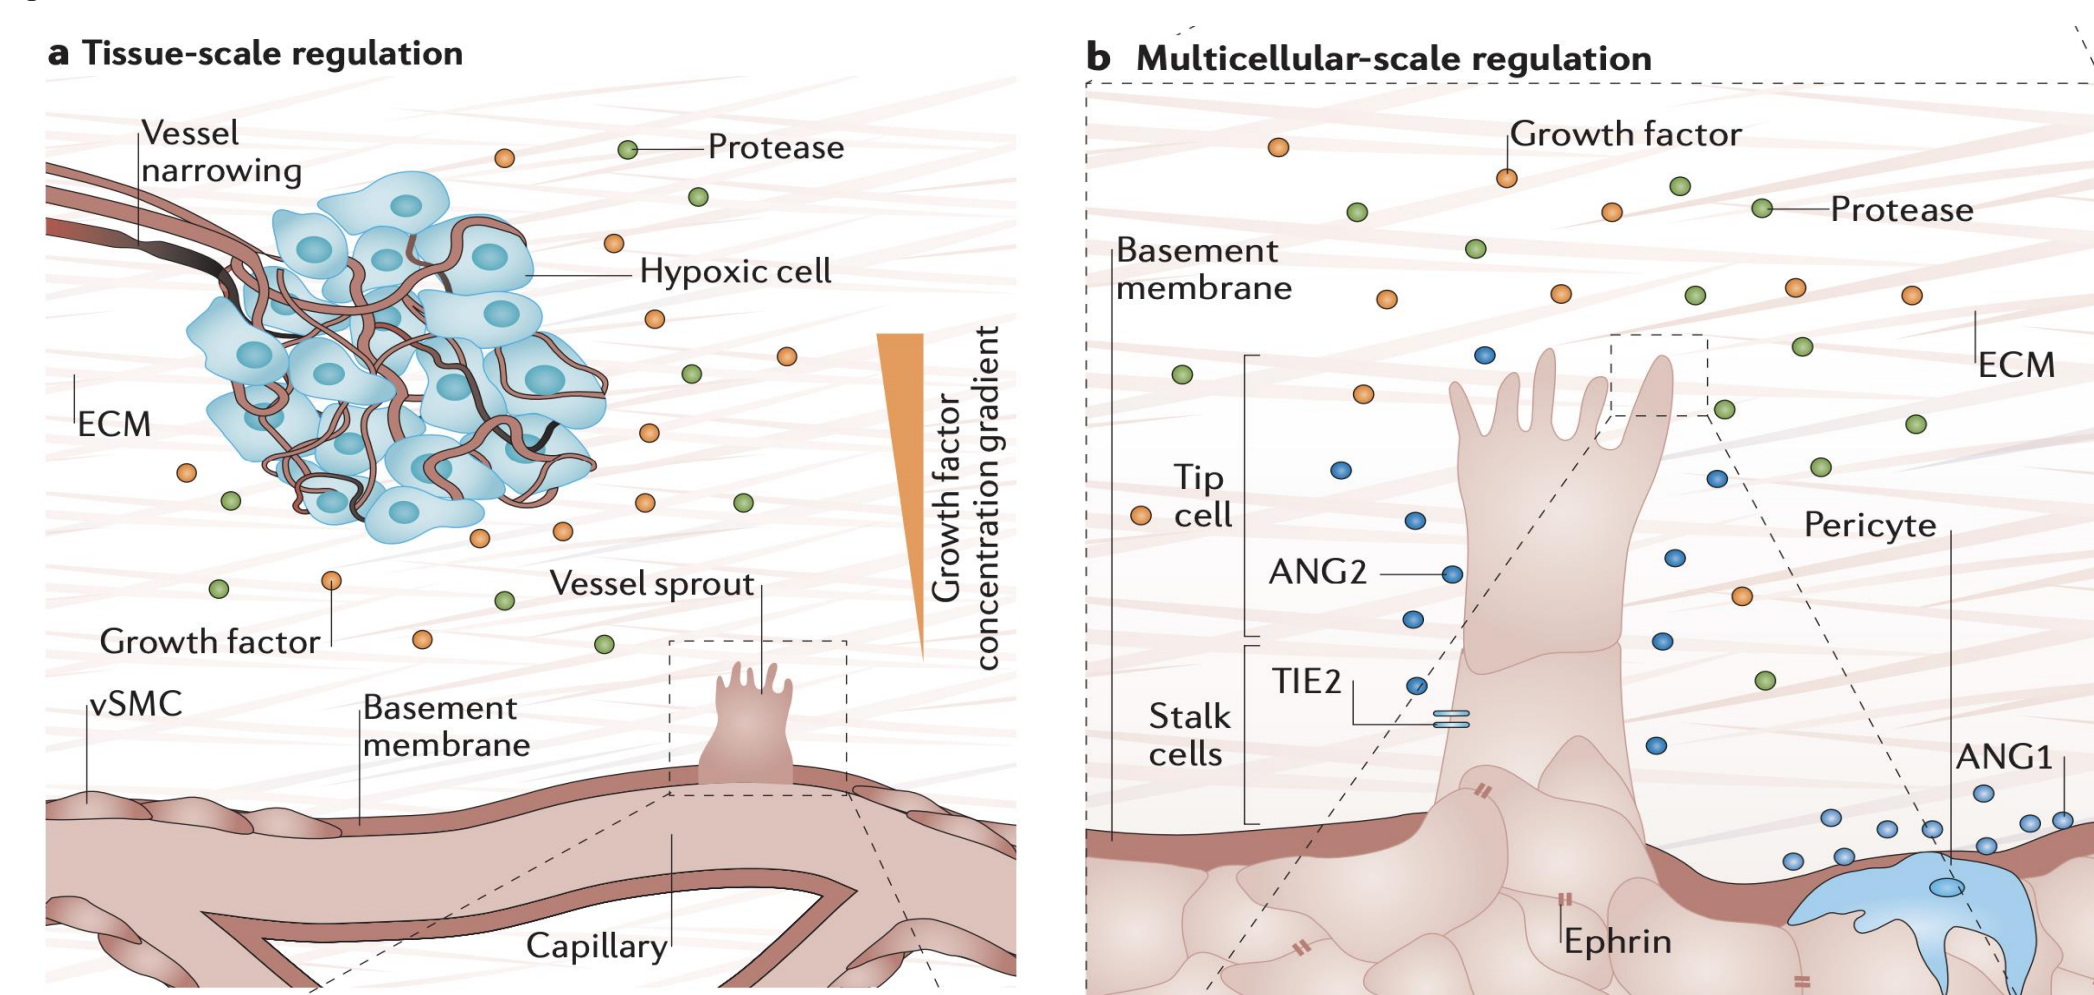 a Tissue-scale regulation
Vessel
narrowing
Protease
Hypoxic cell
ECM
Growth factor
concentration gradient
Vessel sprout
Growth factor
vSMC
Basement
membrane
Capillary
b Multicellular-scale regulation
Growth factor
Protease
Basement
membrane
ECM
Tip
cell
Pericyte
ANG2
TIE2
Stalk
cells
ANG1
Ephrin